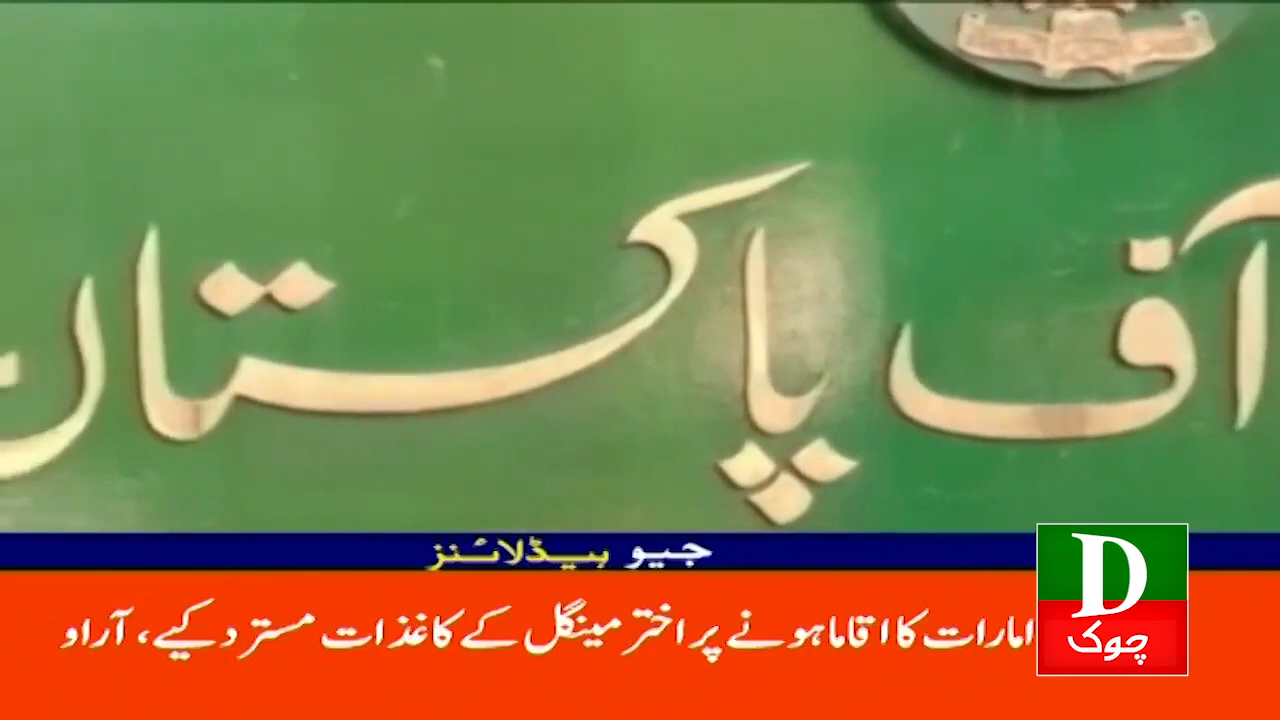 آف پاکستان
جیو ہیڈلائنز
امارات کا اقاما ہونے پر اختر مینگل کے کاغذات مسترد کیے، آر او
D
چوک